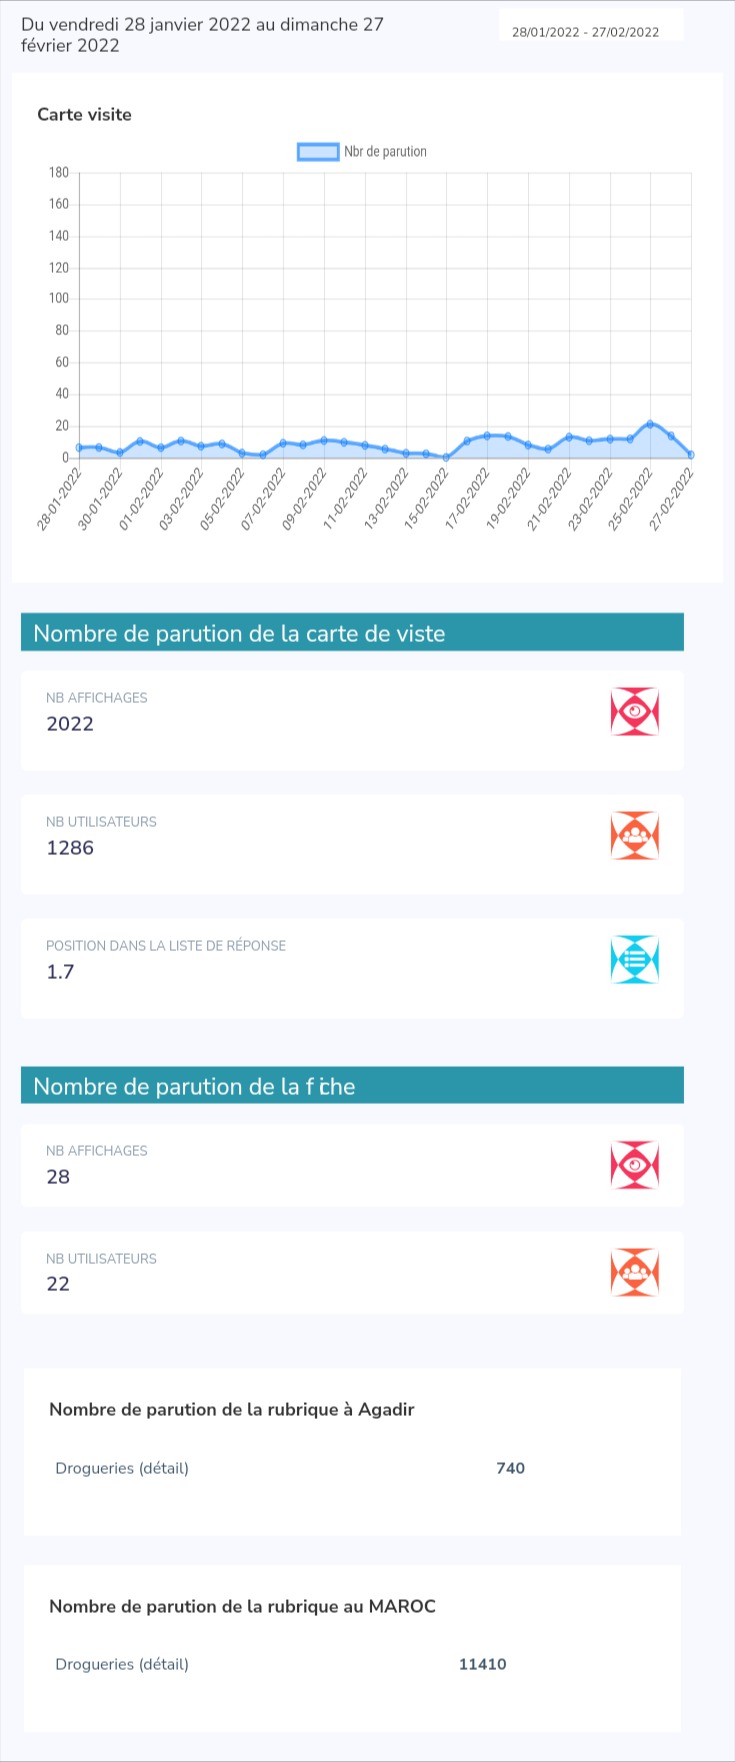 Du vendredi 28 janvier 2022 au dimanche 27
février 2022
28/01/2022 - 27/02/2022
Carte visite
Nbr de parution
180
160
140
120
100
80
60
40
20
0
28-01-2022
30-01-2022
01-02-2022
03-02-2022
05-02-2022
07-02-2022
09-02-2022
11-02-2022
13-02-2022
15-02-2022
17-02-2022
19-02-2022
21-02-2022
23-02-2022
25-02-2022
27-02-2022
Nombre de parution de la carte de viste
NB AFFICHAGES
2022
NB UTILISATEURS
1286
POSITION DANS LA LISTE DE RÉPONSE
1.7
Nombre de parution de la fiche
NB AFFICHAGES
28
NB UTILISATEURS
22
Nombre de parution de la rubrique à Agadir
Drogueries (détail) 740
Nombre de parution de la rubrique au MAROC
Drogueries (détail) 11410